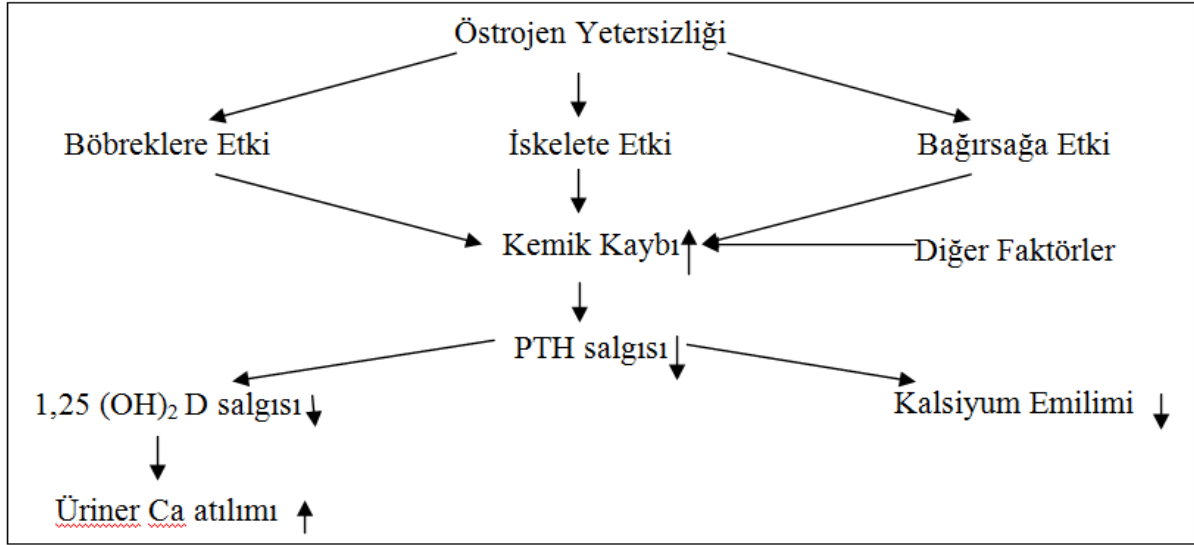 Östrojen Yetersizliği
Böbreklere Etki İskelete Etki Bağırsağa Etki
Kemik Kaybı Diğer Faktörler
PTH salgısı
1,25 (OH)₂ D salgısı Kalsiyum Emilimi
Üriner Ca atılımı